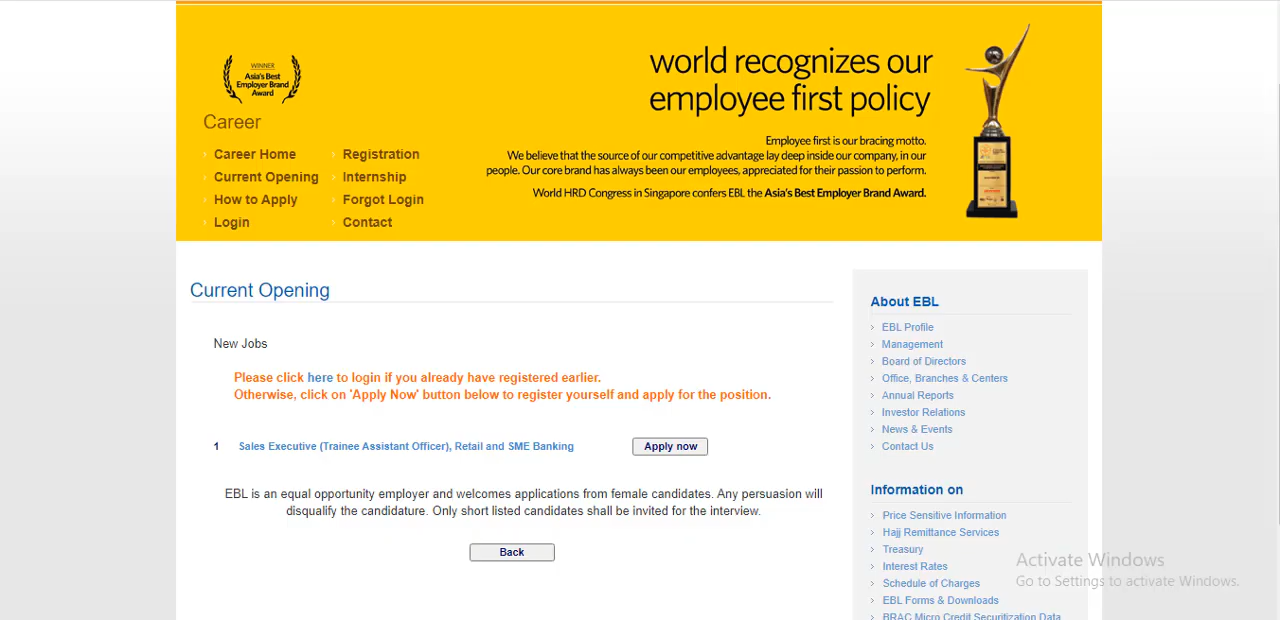 WINNER
Asia's Best
Employer Brand
Award
Career
Career Home
Registration
Current Opening
Internship
How to Apply
Forgot Login
Login
Contact
world recognizes our
employee first policy
Employee first is our bracing motto.
We believe that the source of our competitive advantage lay deep inside our company, in our
people. Our core brand has always been our employees, appreciated for their passion to perform.
World HRD Congress in Singapore confers EBL the Asia's Best Employer Brand Award.
Current Opening
New Jobs
Please click here to login if you already have registered earlier.
Otherwise, click on 'Apply Now' button below to register yourself and apply for the position.
1 Sales Executive (Trainee Assistant Officer), Retail and SME Banking Apply now
EBL is an equal opportunity employer and welcomes applications from female candidates. Any persuasion will
disqualify the candidature. Only short listed candidates shall be invited for the interview.
Back
About EBL
EBL Profile
Management
Board of Directors
Office, Branches & Centers
Annual Reports
Investor Relations
News & Events
Contact Us
Information on
Price Sensitive Information
Hajj Remittance Services
Treasury
Interest Rates
Schedule of Charges
EBL Forms & Downloads
BRAC Micro Credit Securitization Data
Activate Windows
Go to Settings to activate Windows.